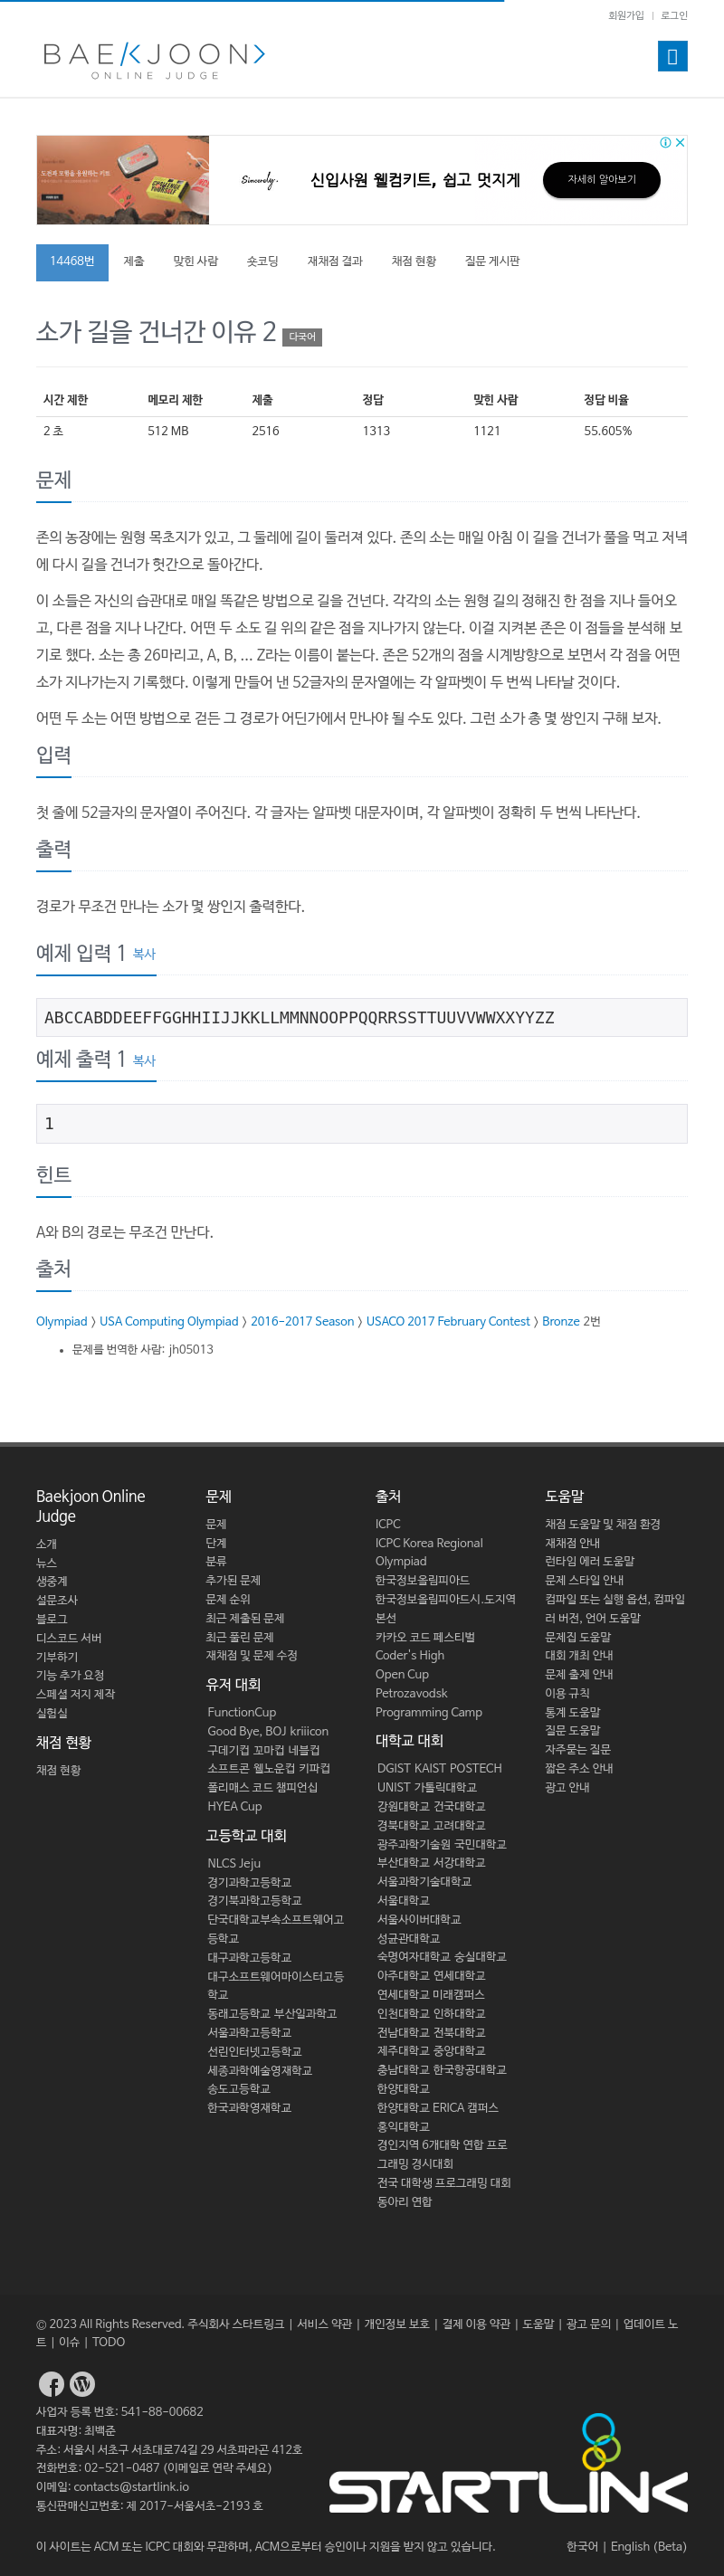 회원가입 | 로그인
BAEKJOON
ONLINE JUDGE
도전과 모험을 응원하는 키트
Sincerely.
신입사원 웰컴키트, 쉽고 멋지게
자세히 알아보기
14468번 제출 맞힌 사람 숏코딩 재채점 결과 채점 현황 질문 게시판
소가 길을 건너간 이유 2 다국어
시간 제한 메모리 제한 제출 정답 맞힌 사람 정답 비율
2 초 512 MB 2516 1313 1121 55.605%
문제
존의 농장에는 원형 목초지가 있고, 그 둘레에 길이 둘러져 있다. 존의 소는 매일 아침 이 길을 건너가 풀을 먹고 저녁
에 다시 길을 건너가 헛간으로 돌아간다.
이 소들은 자신의 습관대로 매일 똑같은 방법으로 길을 건넌다. 각각의 소는 원형 길의 정해진 한 점을 지나 들어오
고, 다른 점을 지나 나간다. 어떤 두 소도 길 위의 같은 점을 지나가지 않는다. 이걸 지켜본 존은 이 점들을 분석해 보
기로 했다. 소는 총 26마리고, A, B, ... Z라는 이름이 붙는다. 존은 52개의 점을 시계방향으로 보면서 각 점을 어떤
소가 지나가는지 기록했다. 이렇게 만들어 낸 52글자의 문자열에는 각 알파벳이 두 번씩 나타날 것이다.
어떤 두 소는 어떤 방법으로 걷든 그 경로가 어딘가에서 만나야 될 수도 있다. 그런 소가 총 몇 쌍인지 구해 보자.
입력
첫 줄에 52글자의 문자열이 주어진다. 각 글자는 알파벳 대문자이며, 각 알파벳이 정확히 두 번씩 나타난다.
출력
경로가 무조건 만나는 소가 몇 쌍인지 출력한다.
예제 입력 1 복사
ABCCABDDEEFFGGHHIIJJKKLLMMNNOOPPQQRRSSTTUUVVWWXXYYZZ
예제 출력 1 복사
1
힌트
A와 B의 경로는 무조건 만난다.
출처
Olympiad > USA Computing Olympiad > 2016-2017 Season > USACO 2017 February Contest > Bronze 2번
• 문제를 번역한 사람: jh05013
Baekjoon Online
Judge
소개
뉴스
생중계
설문조사
블로그
디스코드 서버
기부하기
기능 추가 요청
스페셜 저지 제작
실험실
채점 현황
채점 현황
문제
문제
단계
분류
추가된 문제
문제 순위
최근 제출된 문제
최근 풀린 문제
재채점 및 문제 수정
유저 대회
FunctionCup
Good Bye, BOJ kriiicon
구데기컵 꼬마컵 네블컵
소프트콘 웰노운컵 키파컵
폴리매스 코드 챔피언십
HYEA Cup
고등학교 대회
NLCS Jeju
경기과학고등학교
경기북과학고등학교
단국대학교부속소프트웨어고
등학교
대구과학고등학교
대구소프트웨어마이스터고등
학교
동래고등학교 부산일과학고
서울과학고등학교
선린인터넷고등학교
세종과학예술영재학교
송도고등학교
한국과학영재학교
출처
ICPC
ICPC Korea Regional
Olympiad
한국정보올림피아드
한국정보올림피아드시.도지역
본선
카카오 코드 페스티벌
Coder's High
Open Cup
Petrozavodsk
Programming Camp
대학교 대회
DGIST KAIST POSTECH
UNIST 가톨릭대학교
강원대학교 건국대학교
경북대학교 고려대학교
광주과학기술원 국민대학교
부산대학교 서강대학교
서울과학기술대학교
서울대학교
서울사이버대학교
성균관대학교
숙명여자대학교 숭실대학교
아주대학교 연세대학교
연세대학교 미래캠퍼스
인천대학교 인하대학교
전남대학교 전북대학교
제주대학교 중앙대학교
충남대학교 한국항공대학교
한양대학교
한양대학교 ERICA 캠퍼스
홍익대학교
경인지역 6개대학 연합 프로
그래밍 경시대회
전국 대학생 프로그래밍 대회
동아리 연합
도움말
채점 도움말 및 채점 환경
재채점 안내
런타임 에러 도움말
문제 스타일 안내
컴파일 또는 실행 옵션, 컴파일
러 버전, 언어 도움말
문제집 도움말
대회 개최 안내
문제 출제 안내
이용 규칙
통계 도움말
질문 도움말
자주묻는 질문
짧은 주소 안내
광고 안내
© 2023 All Rights Reserved. 주식회사 스타트링크 | 서비스 약관 | 개인정보 보호 | 결제 이용 약관 | 도움말 | 광고 문의 | 업데이트 노
트 | 이슈 | TODO
사업자 등록 번호: 541-88-00682
대표자명: 최백준
주소: 서울시 서초구 서초대로74길 29 서초파라곤 412호
전화번호: 02-521-0487 (이메일로 연락 주세요)
이메일: contacts@startlink.io
통신판매신고번호: 제 2017-서울서초-2193 호
STARTLINK
이 사이트는 ACM 또는 ICPC 대회와 무관하며, ACM으로부터 승인이나 지원을 받지 않고 있습니다.
한국어 | English (Beta)